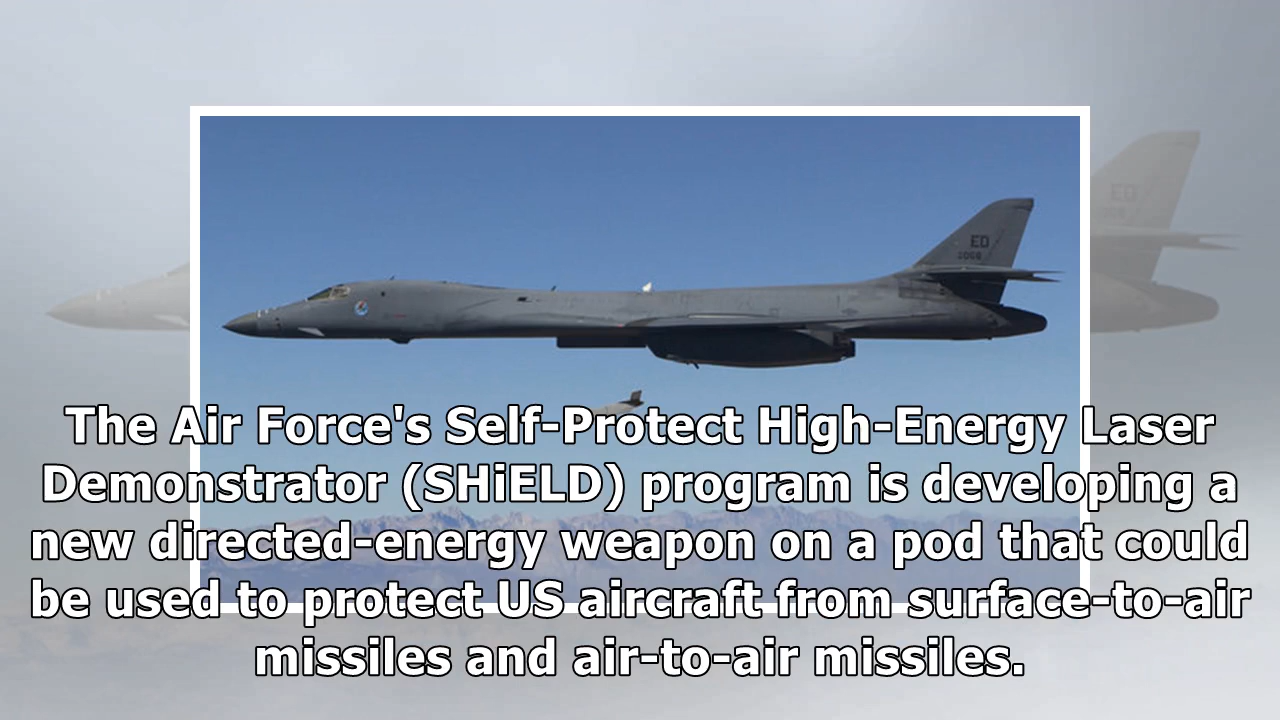 ED
The Air Force's Self-Protect High-Energy Laser
Demonstrator (SHiELD) program is developing a
new directed-energy weapon on a pod that could
be used to protect US aircraft from surface-to-air
missiles and air-to-air missiles.